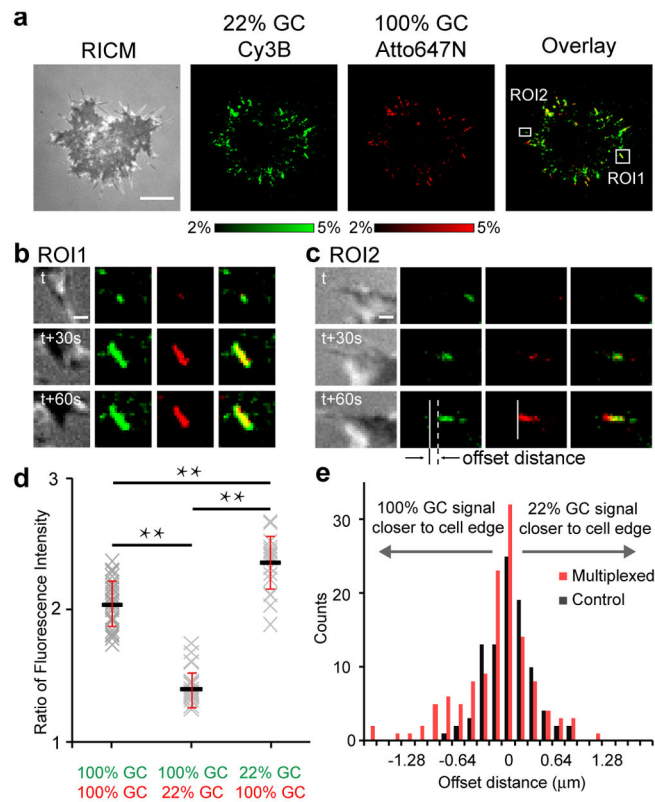 a
RICM
22% GC
Cy3B
100% GC
Atto647N
Overlay
ROI2
ROI1
2% 5% 2% 5%
b ROI1
t
t+30s
t+60s
c ROI2
t
t+30s
t+60s
offset distance
d
Ratio of Fluorescence Intensity
3
2
1
** ** **
100% GC 100% GC 22% GC
100% GC 22% GC 100% GC
e
100% GC signal
closer to cell edge
22% GC signal
closer to cell edge
Multiplexed
Control
Counts
30
20
10
0
-1.28 -0.64 0 0.64 1.28
Offset distance (µm)